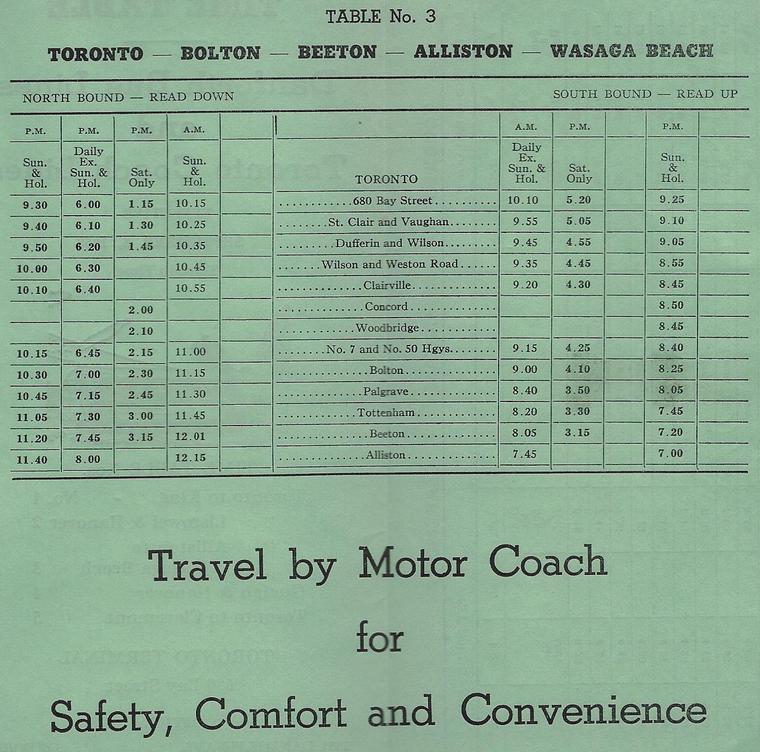 TABLE No. 3
TORONTO — BOLTON — BEETON — ALLISTON — WASAGA BEACH
NORTH BOUND — READ DOWN SOUTH BOUND — READ UP
P.M. P.M. P.M. A.M. A.M. P.M. P.M.
Sun. & Hol. Daily Ex. Sun. & Hol. Sat. Only Sun. & Hol. TORONTO Daily Ex. Sun. & Hol. Sat. Only Sun. & Hol.
9.30 6.00 1.15 10.15 ............680 Bay Street.......... 10.10 5.20 9.25
9.40 6.10 1.30 10.25 ........St. Clair and Vaughan........ 9.55 5.05 9.10
9.50 6.20 1.45 10.35 .........Dufferin and Wilson......... 9.45 4.55 9.05
10.00 6.30 10.45 .......Wilson and Weston Road...... 9.35 4.45 8.55
10.10 6.40 10.55 ..............Clairville.............. 9.20 4.30 8.45
2.00 ..............Concord.............. 8.50
2.10 .............Woodbridge............. 8.45
10.15 6.45 2.15 11.00 ........No. 7 and No. 50 Hgys....... 9.15 4.25 8.40
10.30 7.00 2.30 11.15 ...............Bolton............... 9.00 4.10 8.25
10.45 7.15 2.45 11.30 ..............Palgrave.............. 8.40 3.50 8.05
11.05 7.30 3.00 11.45 .............Tottenham............. 8.20 3.30 7.45
11.20 7.45 3.15 12.01 ...............Beeton............... 8.05 3.15 7.20
11.40 8.00 12.15 ..............Alliston.............. 7.45 7.00
Travel by Motor Coach
for
Safety, Comfort and Convenience